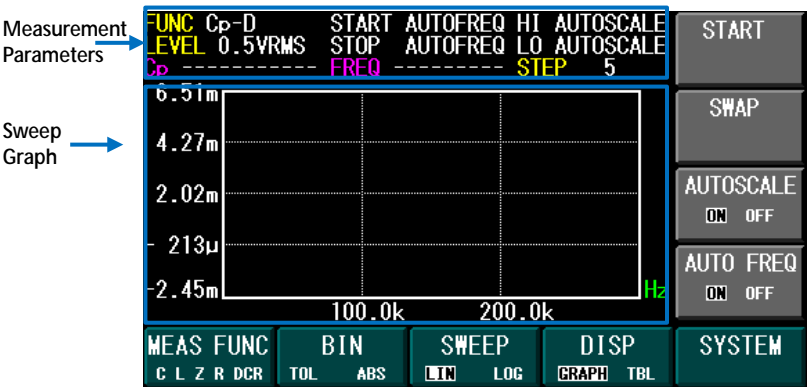 Measurement
Parameters
FUNC Cp-D START AUTOFREQ HI AUTOSCALE
LEVEL 0.5VRMS STOP AUTOFREQ LO AUTOSCALE
Cp ------------ FREQ ---------- STEP 5
START
SWAP
AUTOSCALE
ON OFF
AUTO FREQ
ON OFF
Sweep
Graph
6.51m
4.27m
2.02m
- 213µ
-2.45m
Hz
100.0k 200.0k
MEAS FUNC
C L Z R DCR
BIN
TOL ABS
SWEEP
LIN LOG
DISP
GRAPH TBL
SYSTEM